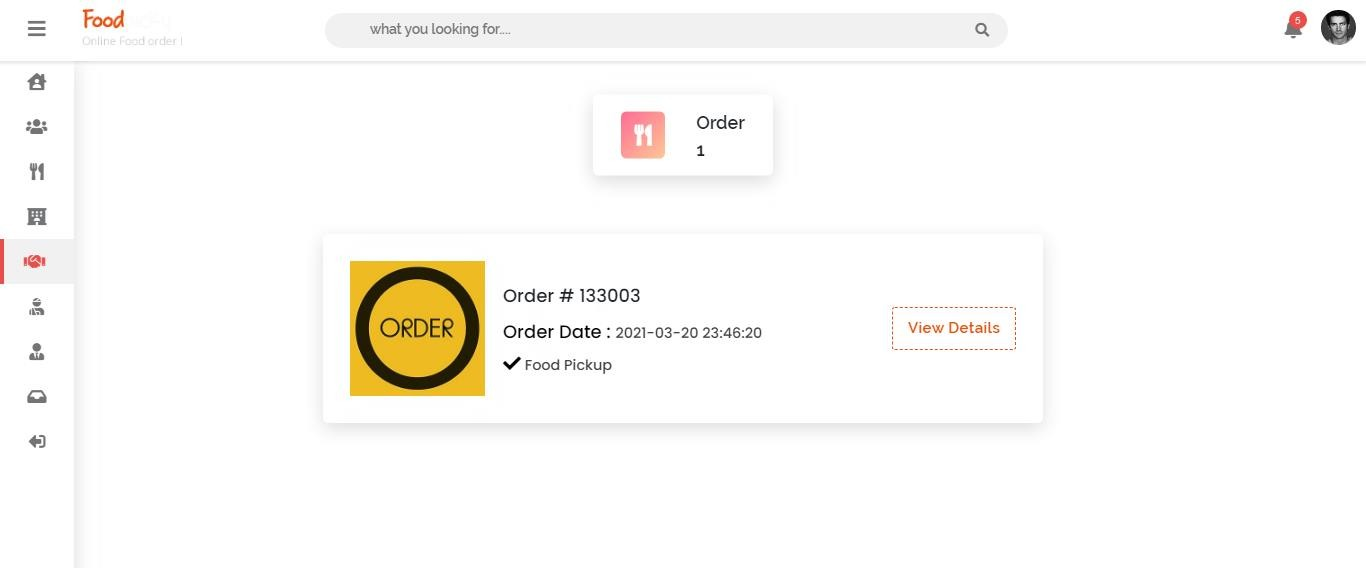 Food
Online Food order
what you looking for....
5
Order
1
ORDER
Order # 133003
Order Date : 2021-03-20 23:46:20
Food Pickup
View Details